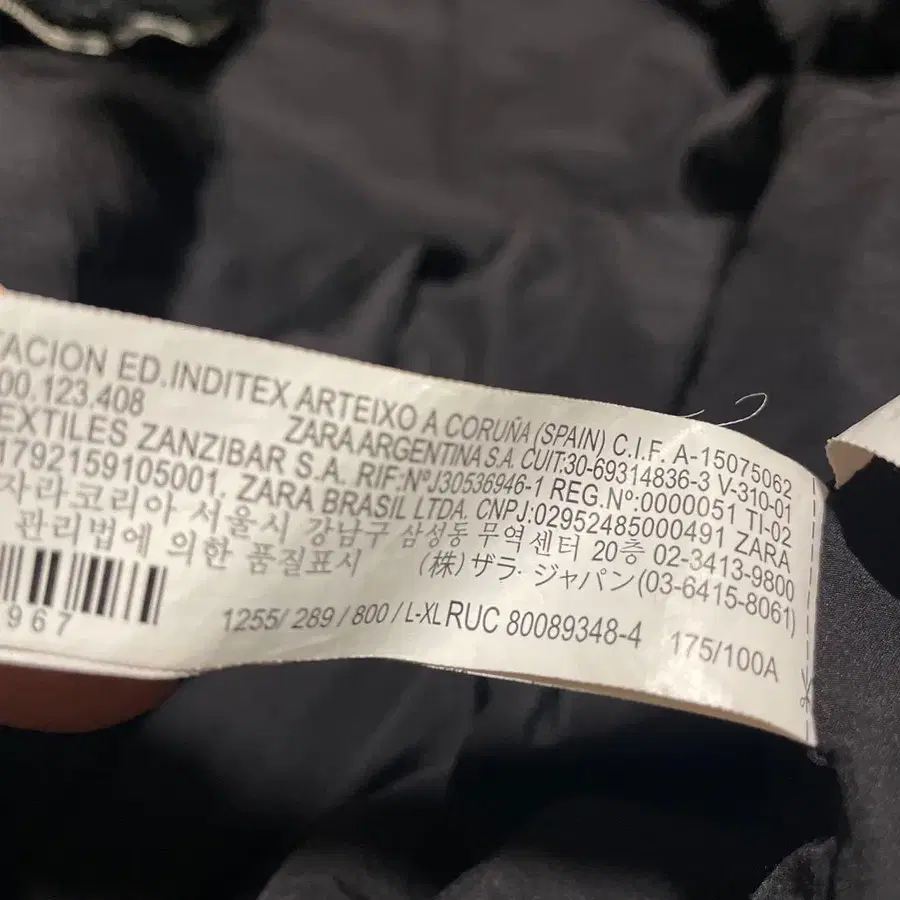 TACION ED.INDITEX ARTEIXO A CORUÑA (SPAIN) C.I.F. A-15075062
00.123.408 ZARA ARGENTINA S.A. CUIT:30-69314836-3 V-310-01
EXTILES ZANZIBAR S.A. RIF:Nº J30536946-1 REG.Nº:0000051 TI-02
1792159105001, ZARA BRASIL LTDA. CNPJ:02952485000491 ZARA
자라코리아 서울시 강남구 삼성동 무역센터 20층 02-3413-9800
관리법에 의한 품질표시 (株) ザラ・ジャパン (03-6415-8061)
967 1255/ 289 / 800 / L-XL RUC 80089348-4 175/100A